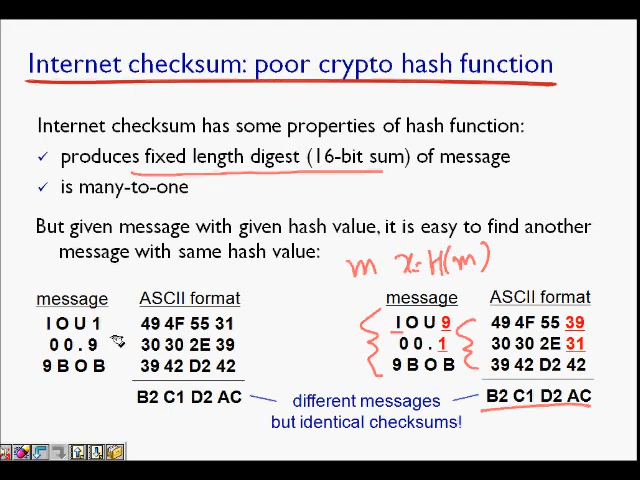 Internet checksum: poor crypto hash function
Internet checksum has some properties of hash function:
✓ produces fixed length digest (16-bit sum) of message
✓ is many-to-one
But given message with given hash value, it is easy to find another
message with same hash value:
m x=H(m)
message ASCII format message ASCII format
I O U 1 49 4F 55 31 I O U 9 49 4F 55 39
0 0 . 9 30 30 2E 39 0 0 . 1 30 30 2E 31
9 B O B 39 42 D2 42 9 B O B 39 42 D2 42
B2 C1 D2 AC B2 C1 D2 AC
different messages
but identical checksums!